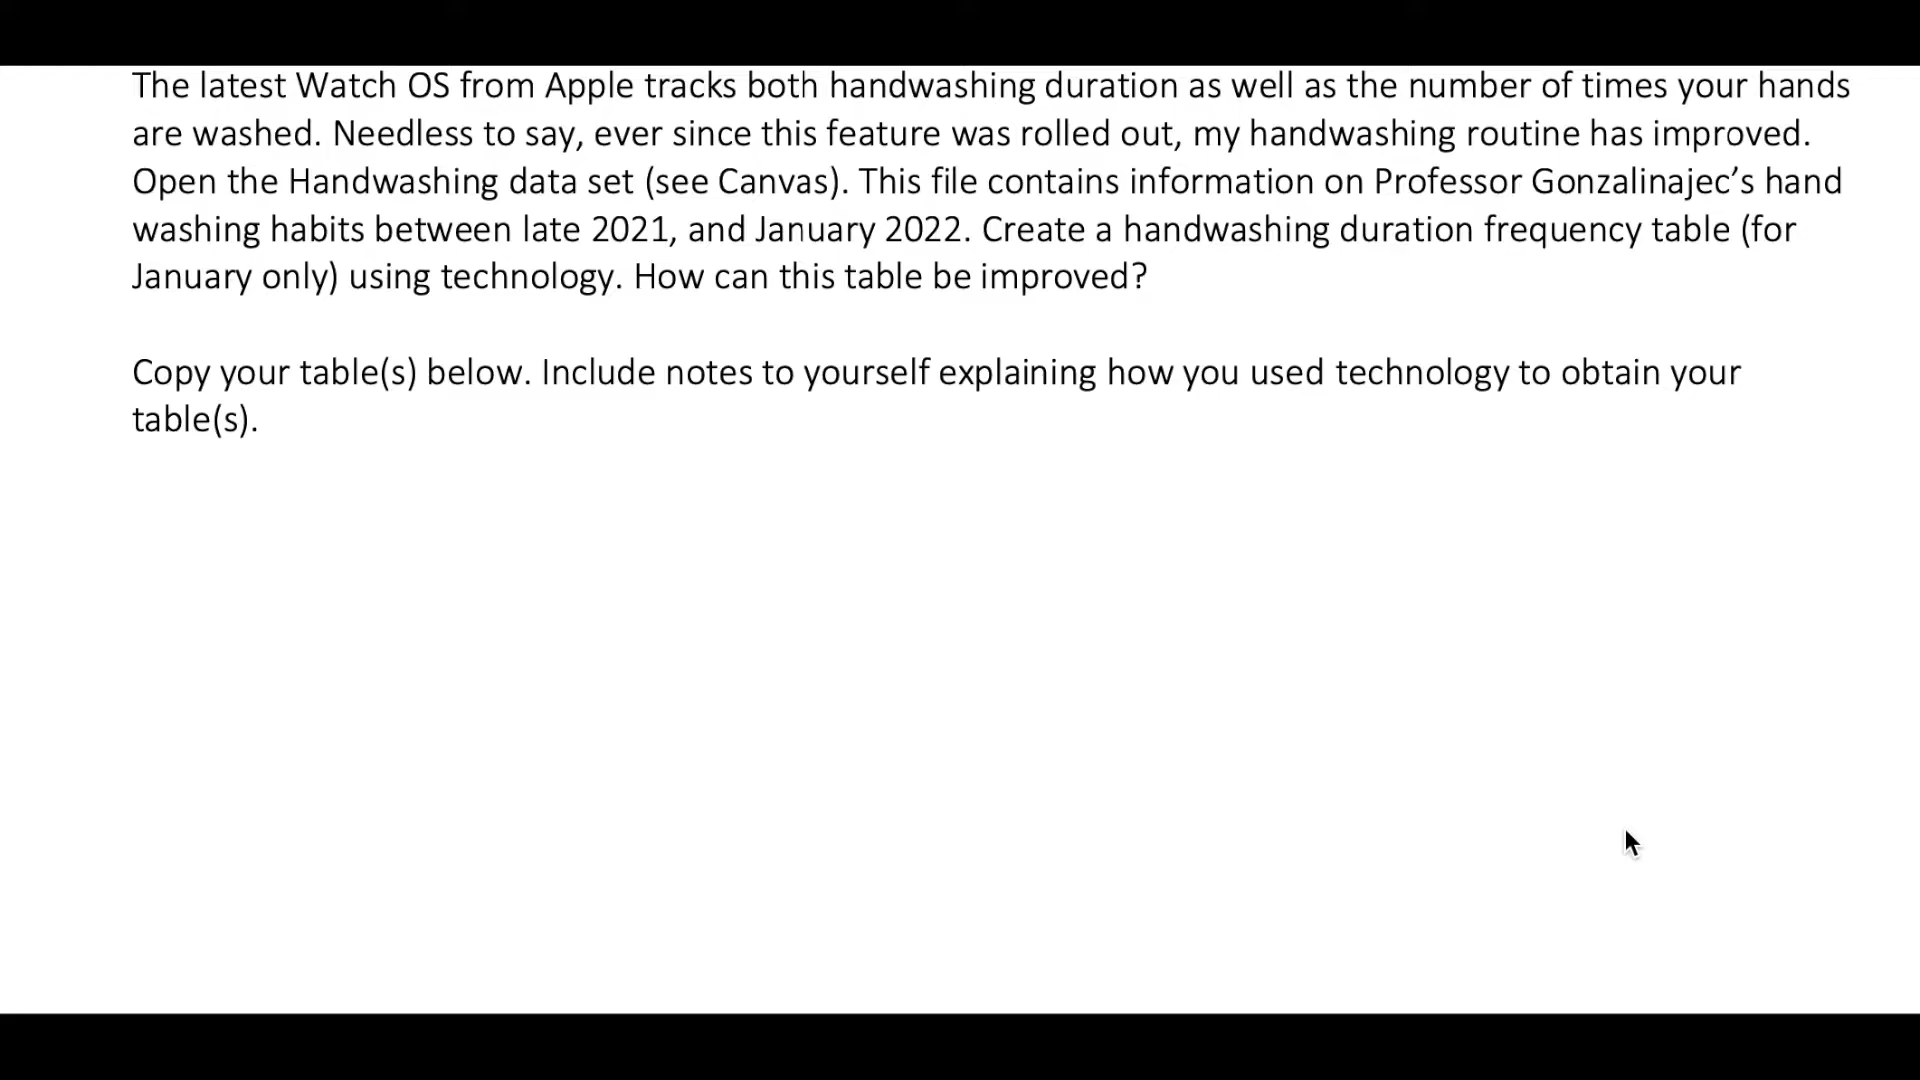 The latest Watch OS from Apple tracks both handwashing duration as well as the number of times your hands
are washed. Needless to say, ever since this feature was rolled out, my handwashing routine has improved.
Open the Handwashing data set (see Canvas). This file contains information on Professor Gonzalinajec’s hand
washing habits between late 2021, and January 2022. Create a handwashing duration frequency table (for
January only) using technology. How can this table be improved?
Copy your table(s) below. Include notes to yourself explaining how you used technology to obtain your
table(s).